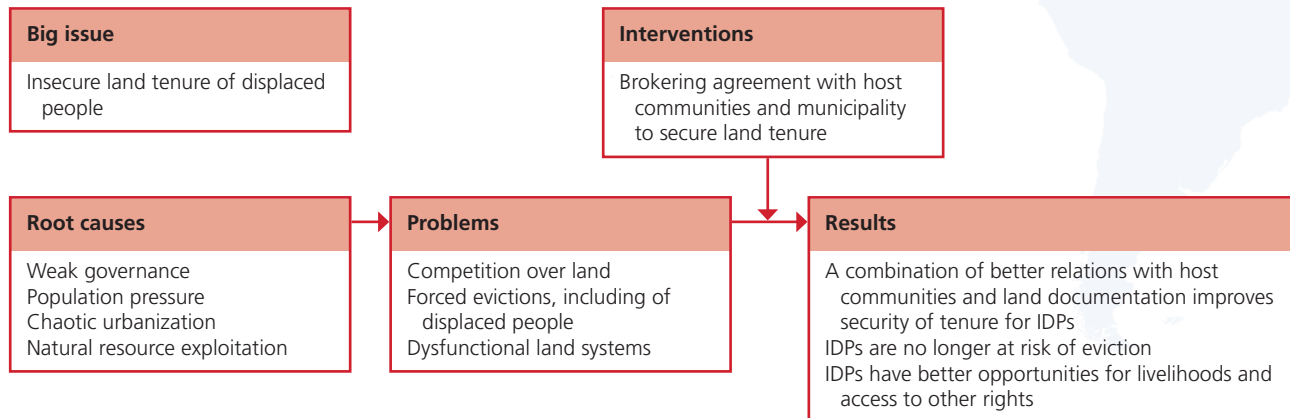 Big issue
Insecure land tenure of displaced
people
Interventions
Brokering agreement with host
communities and municipality
to secure land tenure
Root causes
Weak governance
Population pressure
Chaotic urbanization
Natural resource exploitation
Problems
Competition over land
Forced evictions, including of
displaced people
Dysfunctional land systems
Results
A combination of better relations with host
communities and land documentation improves
security of tenure for IDPs
IDPs are no longer at risk of eviction
IDPs have better opportunities for livelihoods and
access to other rights